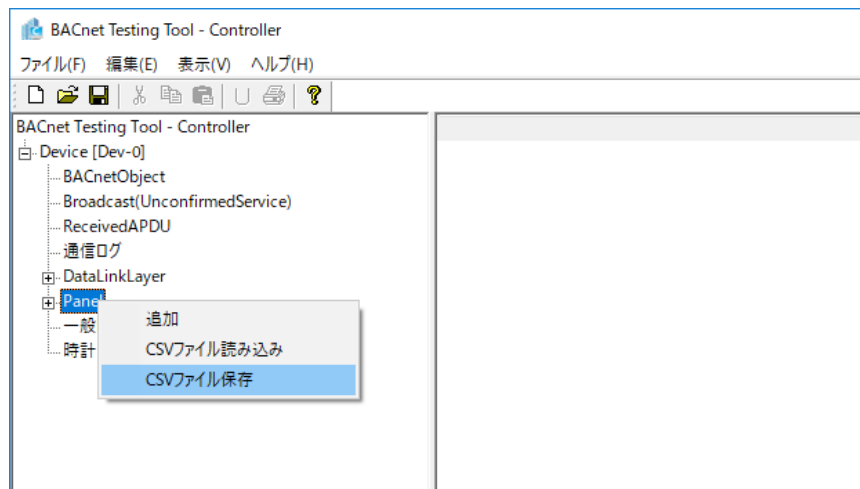 BACnet Testing Tool - Controller
ファイル(F) 編集(E) 表示(V) ヘルプ(H)
BACnet Testing Tool - Controller
Device [Dev-0]
BACnetObject
Broadcast(UnconfirmedService)
ReceivedAPDU
通信ログ
DataLinkLayer
Panel
追加
一般
CSVファイル読み込み
時計
CSVファイル保存